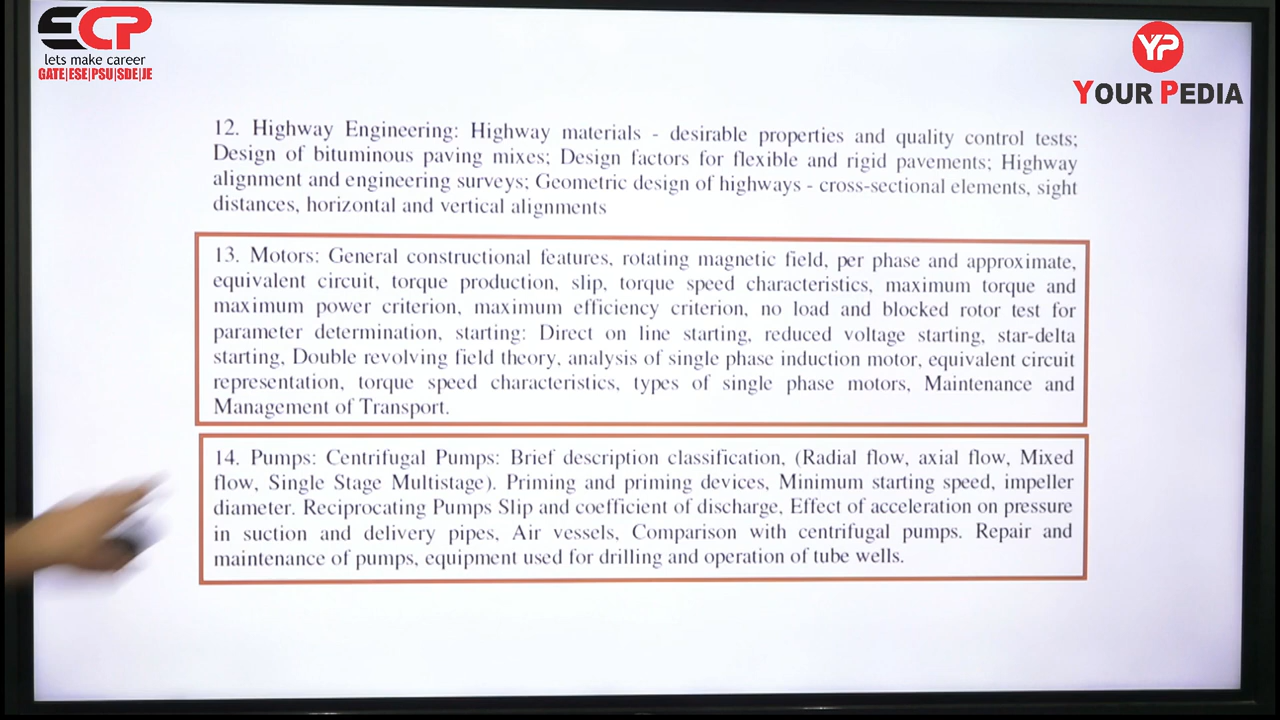 ECP
lets make career
GATE|ESE|PSU|SDE|JE
YP
YOUR PEDIA
12. Highway Engineering: Highway materials - desirable properties and quality control tests;
Design of bituminous paving mixes; Design factors for flexible and rigid pavements; Highway
alignment and engineering surveys; Geometric design of highways - cross-sectional elements, sight
distances, horizontal and vertical alignments
13. Motors: General constructional features, rotating magnetic field, per phase and approximate,
equivalent circuit, torque production, slip, torque speed characteristics, maximum torque and
maximum power criterion, maximum efficiency criterion, no load and blocked rotor test for
parameter determination, starting: Direct on line starting, reduced voltage starting, star-delta
starting, Double revolving field theory, analysis of single phase induction motor, equivalent circuit
representation, torque speed characteristics, types of single phase motors, Maintenance and
Management of Transport.
14. Pumps: Centrifugal Pumps: Brief description classification, (Radial flow, axial flow, Mixed
flow, Single Stage Multistage). Priming and priming devices, Minimum starting speed, impeller
diameter. Reciprocating Pumps Slip and coefficient of discharge, Effect of acceleration on pressure
in suction and delivery pipes, Air vessels, Comparison with centrifugal pumps. Repair and
maintenance of pumps, equipment used for drilling and operation of tube wells.